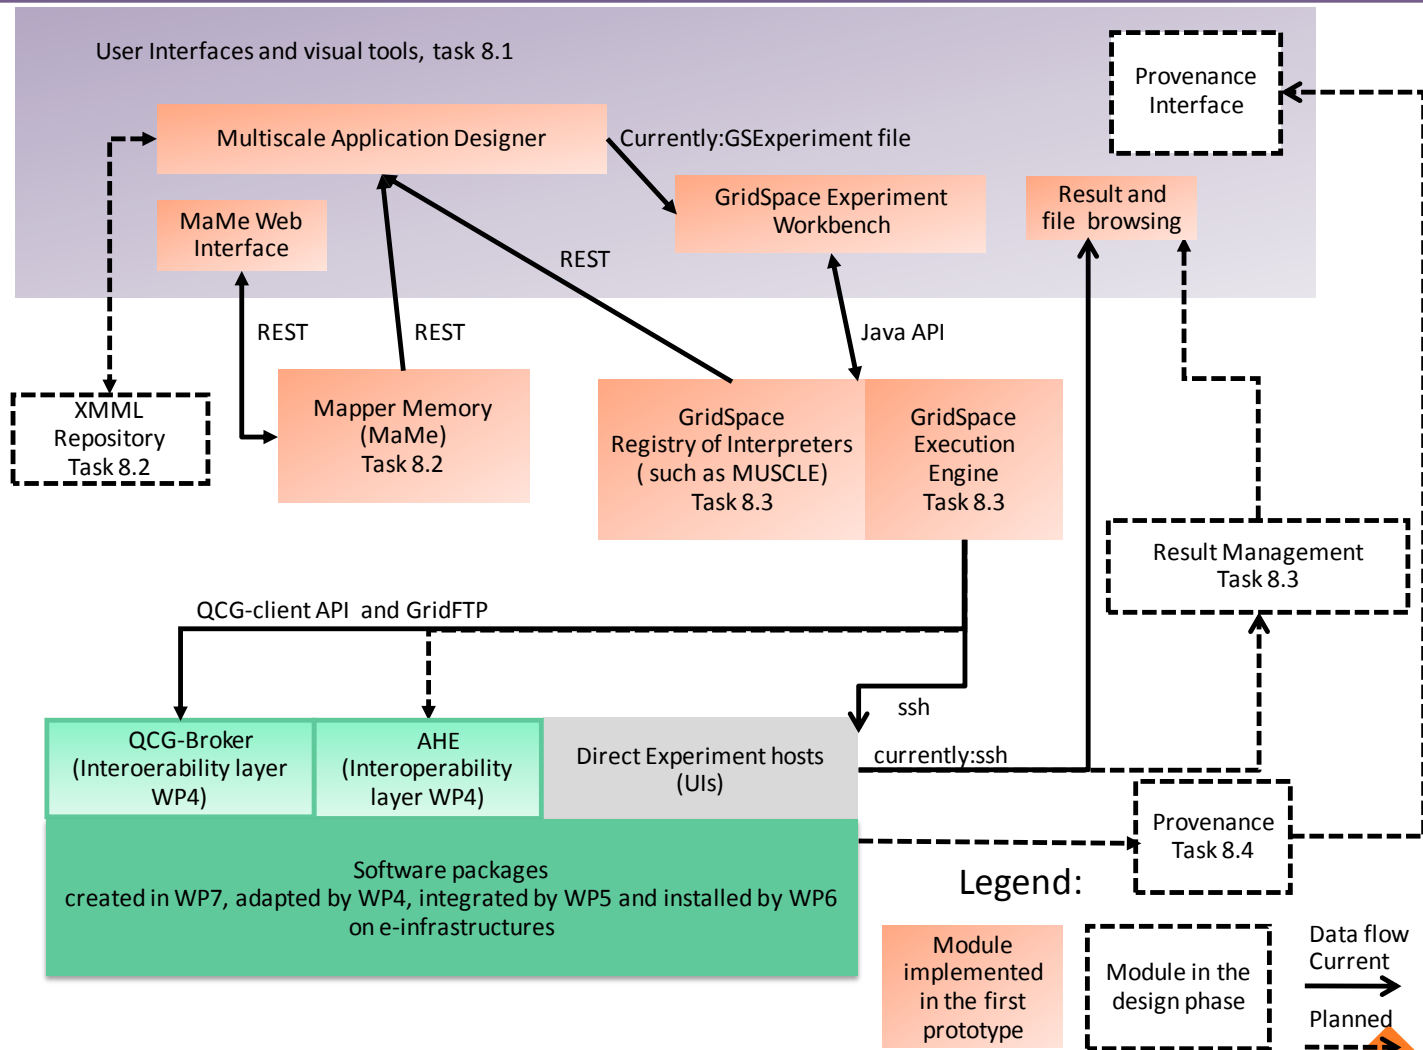 User Interfaces and visual tools, task 8.1
Provenance
Interface
Multiscale Application Designer
Currently:GSExperiment file
GridSpace Experiment
Workbench
Result and
file browsing
MaMe Web
Interface
REST
REST
REST
Java API
XMML
Repository
Task 8.2
Mapper Memory
(MaMe)
Task 8.2
GridSpace
Registry of Interpreters
( such as MUSCLE)
Task 8.3
GridSpace
Execution
Engine
Task 8.3
Result Management
Task 8.3
QCG-client API and GridFTP
ssh
QCG-Broker
(Interoerability layer
WP4)
AHE
(Interoperability
layer WP4)
Direct Experiment hosts
(UIs)
currently:ssh
Provenance
Task 8.4
Software packages
created in WP7, adapted by WP4, integrated by WP5 and installed by WP6
on e-infrastructures
Legend:
Module
implemented
in the first
prototype
Module in the
design phase
Data flow
Current
Planned